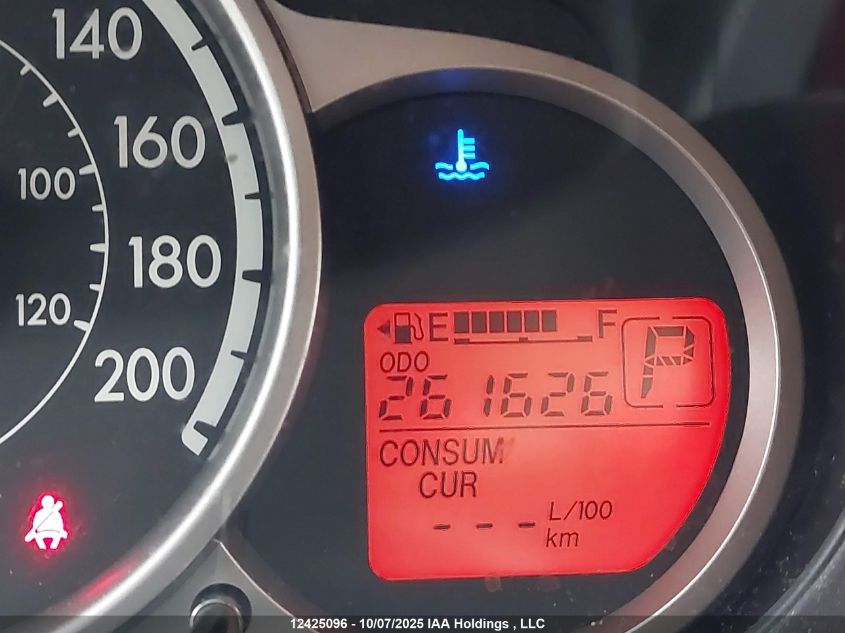 140
160
100
180
120
200
E F
P
ODO
261626
CONSUM
CUR
- - - L/100
km
12425096 - 10/07/2025 IAA Holdings , LLC